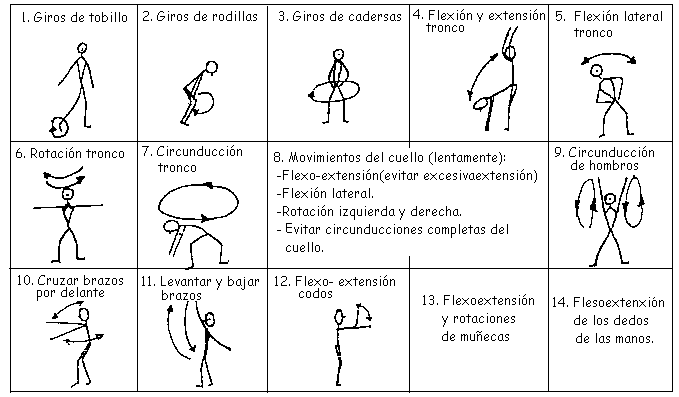 1. Giros de tobillo
2. Giros de rodillas
3. Giros de cadersas
4. Flexión y extensión
tronco
5. Flexión lateral
tronco
6. Rotación tronco
7. Circunducción
tronco
8. Movimientos del cuello (lentamente):
-Flexo-extensión(evitar excesivaextensión)
-Flexión lateral.
-Rotación izquierda y derecha.
- Evitar circunducciones completas del
cuello.
9. Circunducción
de hombros
10. Cruzar brazos
por delante
11. Levantar y bajar
brazos
12. Flexo- extensión
codos
13. Flexoextensión
y rotaciones
de muñecas
14. Flesoextenxión
de los dedos
de las manos.